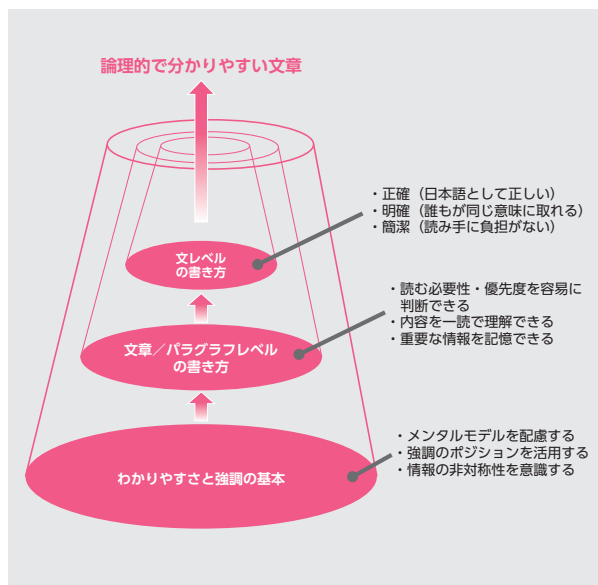 論理的で分かりやすい文章
・正確（日本語として正しい）
・明確（誰もが同じ意味に取れる）
・簡潔（読み手に負担がない）
文レベル
の書き方
・読む必要性・優先度を容易に
判断できる
・内容を一読で理解できる
・重要な情報を記憶できる
文章／パラグラフレベル
の書き方
・メンタルモデルを配慮する
・強調のポジションを活用する
・情報の非対称性を意識する
わかりやすさと強調の基本